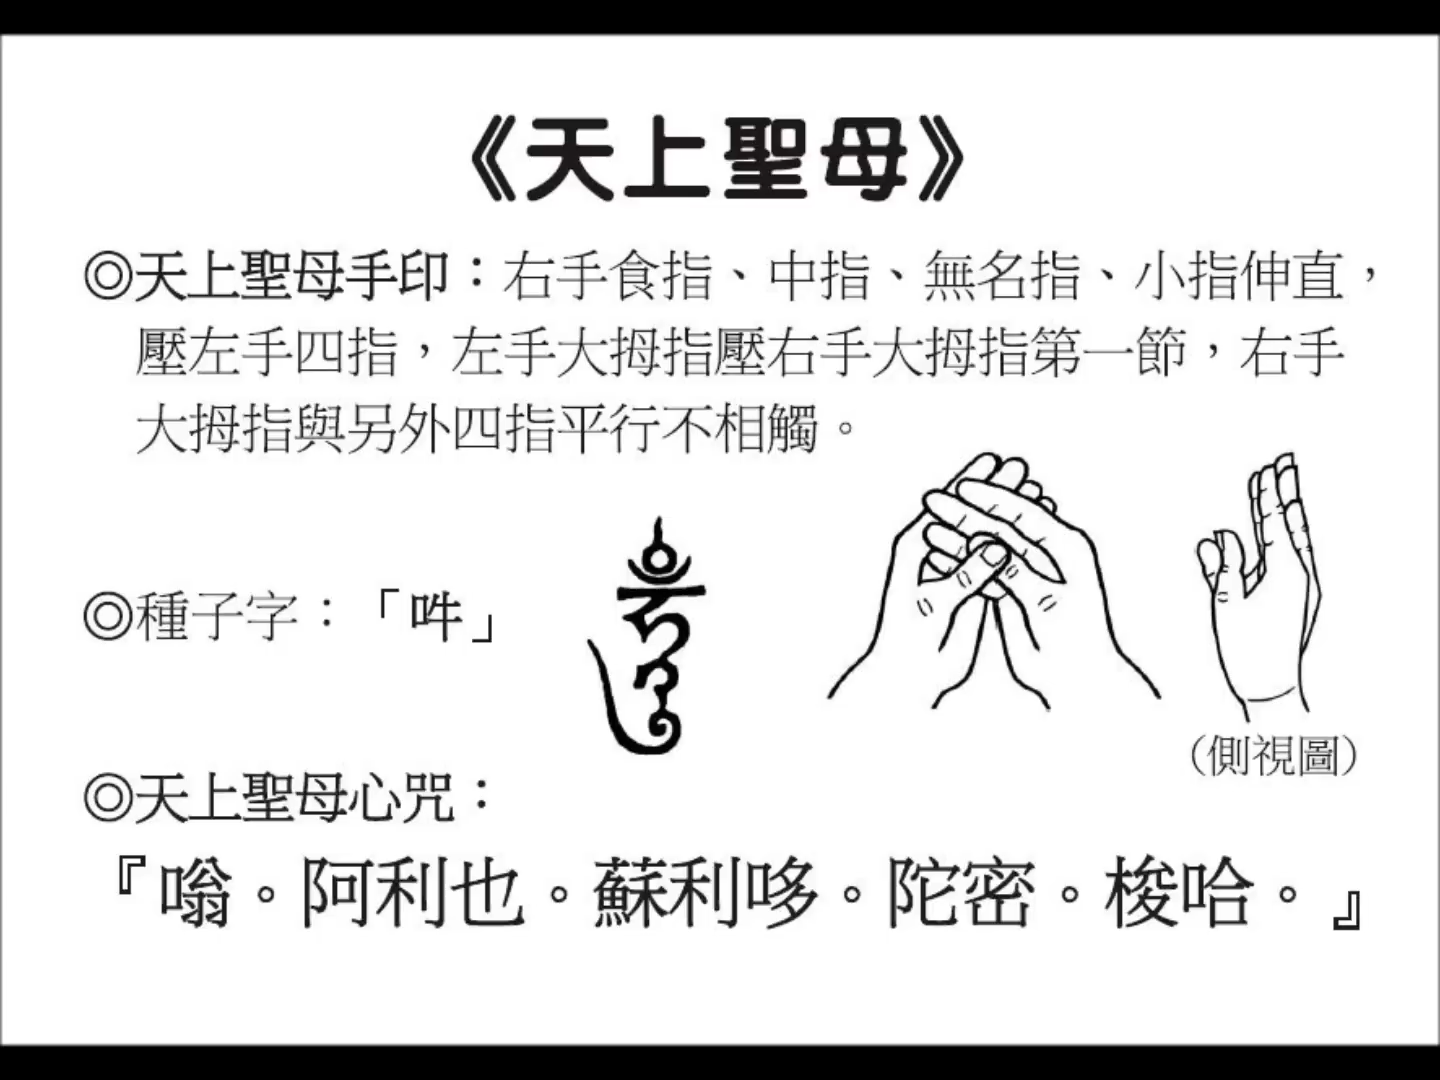 《天上聖母》
◎天上聖母手印：右手食指、中指、無名指、小指伸直，
壓左手四指，左手大拇指壓右手大拇指第一節，右手
大拇指與另外四指平行不相觸。
◎種子字：「吽」
（側視圖）
◎天上聖母心咒：
『嗡。阿利也。蘇利哆。陀密。梭哈。』